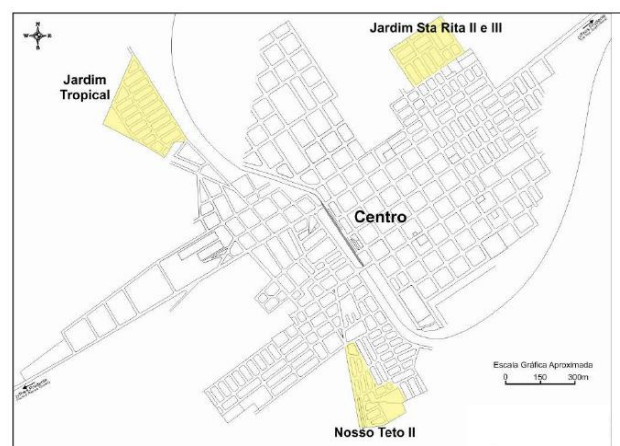 N
W E
S
Jardim Sta Rita II e III
Jardim
Tropical
Centro
Escala Gráfica Aproximada
0 150 300m
Nosso Teto II